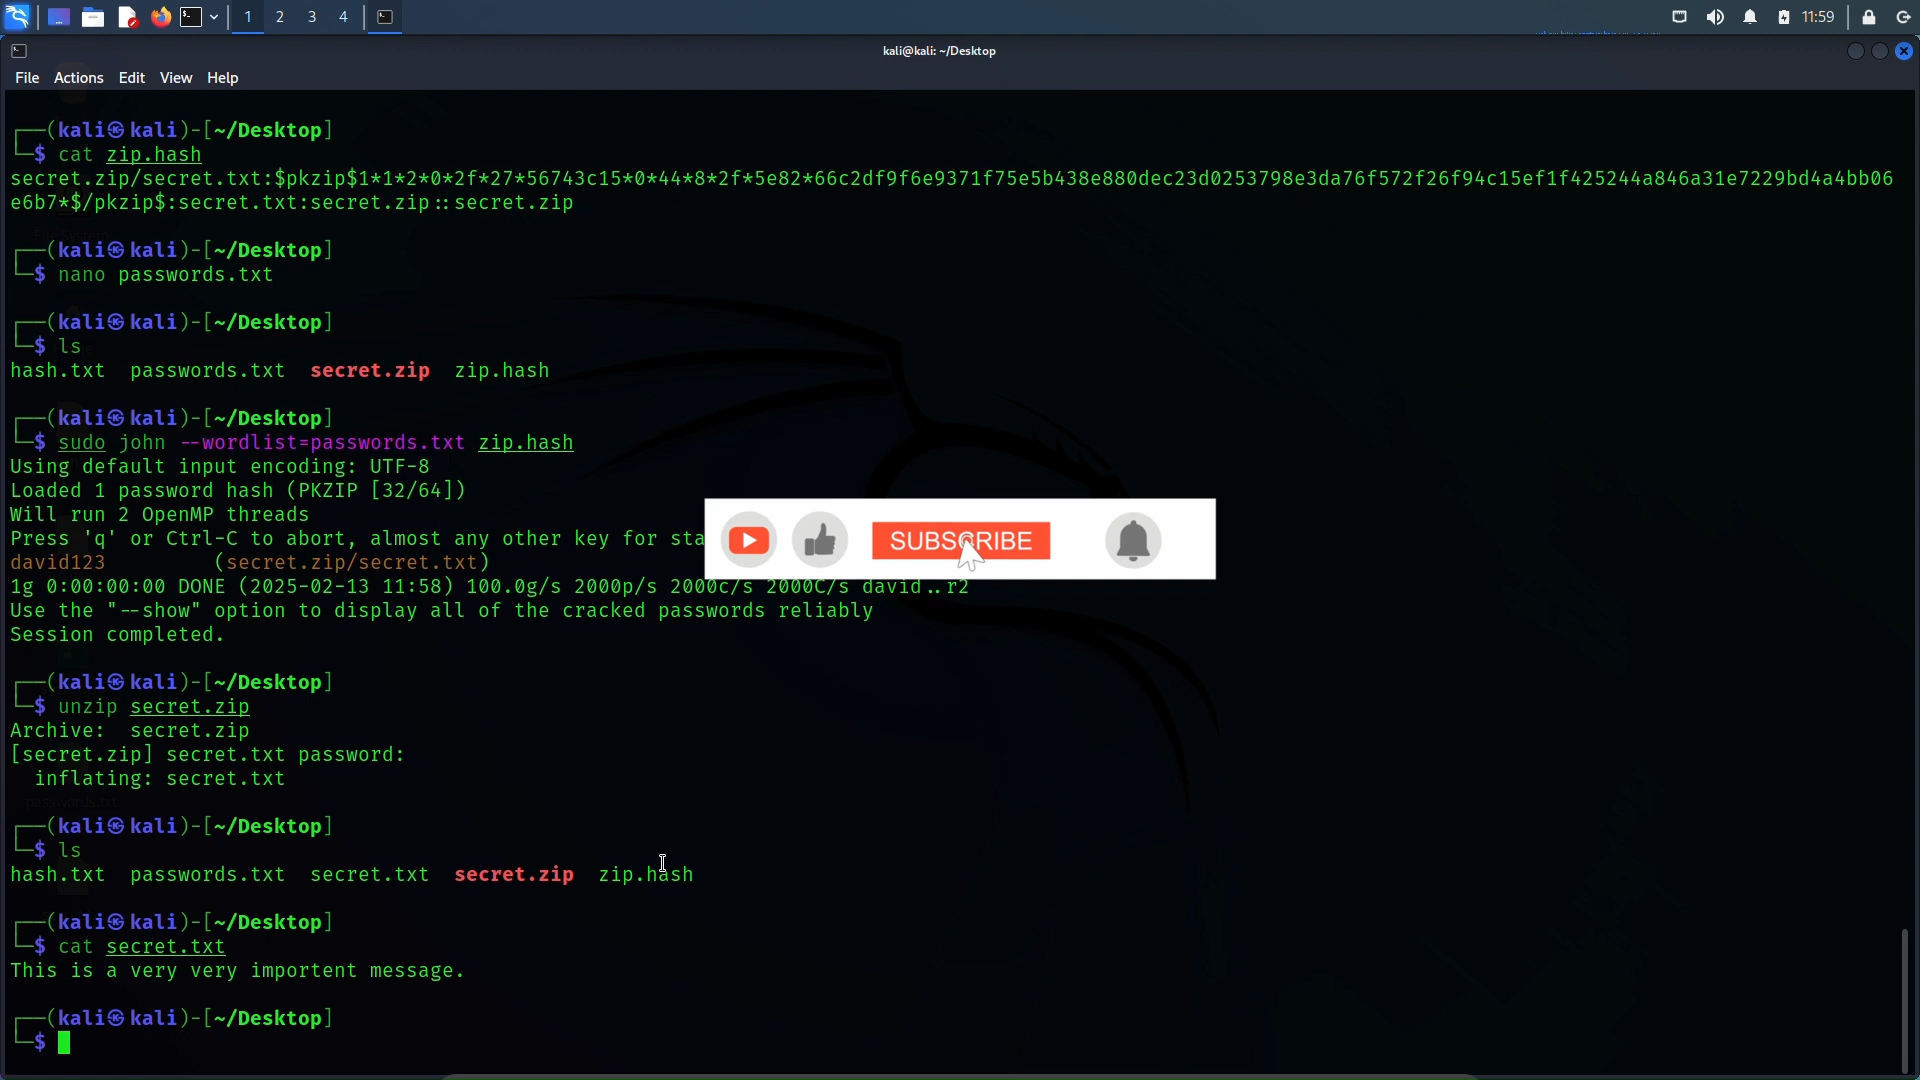 1 2 3 4 11:59
kali@kali: ~/Desktop
File Actions Edit View Help
┌──(kali㉿kali)-[~/Desktop]
└─$ cat zip.hash
secret.zip/secret.txt:$pkzip$1*1*2*0*2f*27*56743c15*0*44*8*2f*5e82*66c2df9f6e9371f75e5b438e880dec23d0253798e3da76f572f26f94c15ef1f425244a846a31e7229bd4a4bb06
e6b7*$/pkzip$:secret.txt:secret.zip::secret.zip
┌──(kali㉿kali)-[~/Desktop]
└─$ nano passwords.txt
┌──(kali㉿kali)-[~/Desktop]
└─$ ls
hash.txt passwords.txt secret.zip zip.hash
┌──(kali㉿kali)-[~/Desktop]
└─$ sudo john --wordlist=passwords.txt zip.hash
Using default input encoding: UTF-8
Loaded 1 password hash (PKZIP [32/64])
Will run 2 OpenMP threads
Press 'q' or Ctrl-C to abort, almost any other key for sta
SUBSCRIBE
david123 (secret.zip/secret.txt)
1g 0:00:00:00 DONE (2025-02-13 11:58) 100.0g/s 2000p/s 2000c/s 2000C/s david..r2
Use the "--show" option to display all of the cracked passwords reliably
Session completed.
┌──(kali㉿kali)-[~/Desktop]
└─$ unzip secret.zip
Archive: secret.zip
[secret.zip] secret.txt password:
inflating: secret.txt
┌──(kali㉿kali)-[~/Desktop]
└─$ ls
hash.txt passwords.txt secret.txt secret.zip zip.hash
┌──(kali㉿kali)-[~/Desktop]
└─$ cat secret.txt
This is a very very importent message.
┌──(kali㉿kali)-[~/Desktop]
└─$